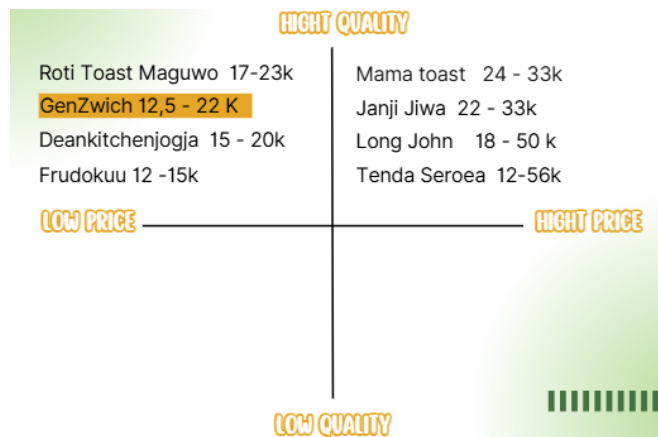 HIGHT QUALITY
Roti Toast Maguwo 17-23k
GenZwich 12,5 - 22 K
Deankitchenjogja 15 - 20k
Frudokuu 12 -15k
Mama toast 24 - 33k
Janji Jiwa 22 - 33k
Long John 18 - 50 k
Tenda Seroea 12-56k
LOW PRICE
HIGHT PRICE
LOW QUALITY